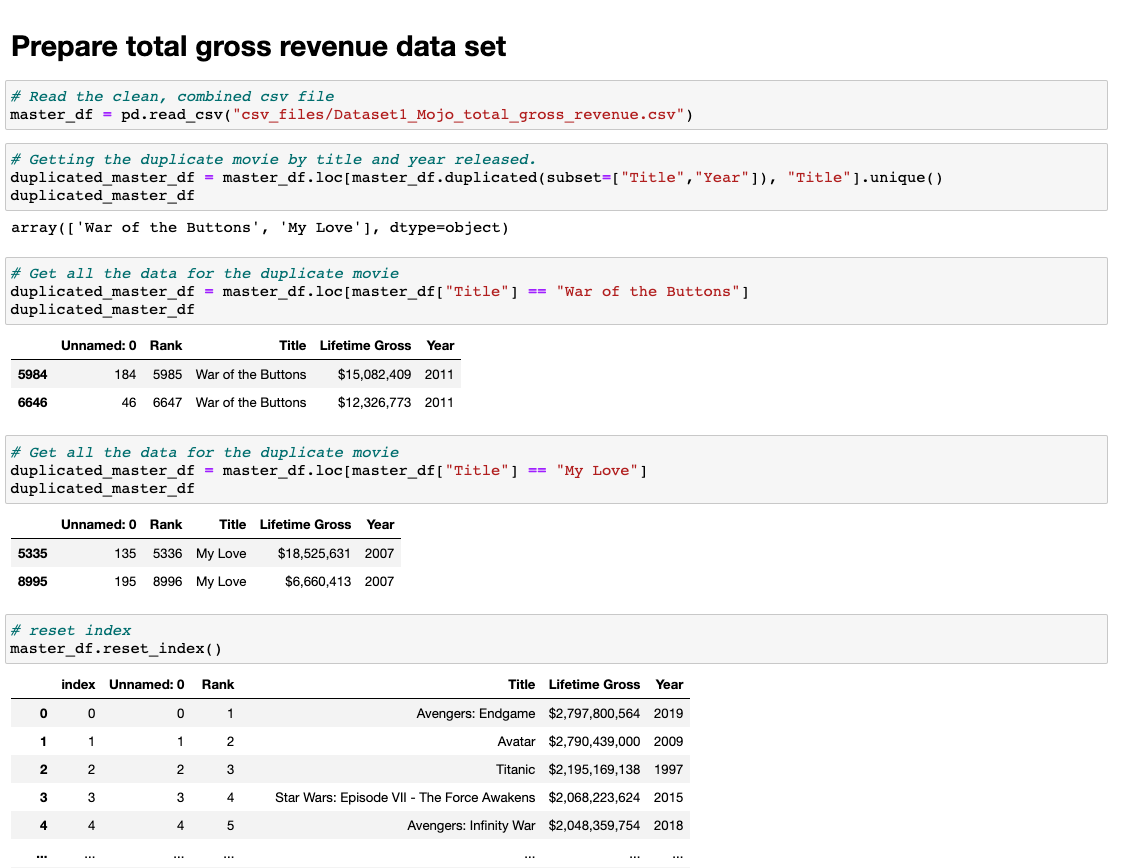 Prepare total gross revenue data set
# Read the clean, combined csv file
master_df = pd.read_csv("csv_files/Dataset1_Mojo_total_gross_revenue.csv")
# Getting the duplicate movie by title and year released.
duplicated_master_df = master_df.loc[master_df.duplicated(subset=["Title","Year"]), "Title"].unique()
duplicated_master_df
array(['War of the Buttons', 'My Love'], dtype=object)
# Get all the data for the duplicate movie
duplicated_master_df = master_df.loc[master_df["Title"] == "War of the Buttons"]
duplicated_master_df
Unnamed: 0 Rank Title Lifetime Gross Year
5984 184 5985 War of the Buttons $15,082,409 2011
6646 46 6647 War of the Buttons $12,326,773 2011
# Get all the data for the duplicate movie
duplicated_master_df = master_df.loc[master_df["Title"] == "My Love"]
duplicated_master_df
Unnamed: 0 Rank Title Lifetime Gross Year
5335 135 5336 My Love $18,525,631 2007
8995 195 8996 My Love $6,660,413 2007
# reset index
master_df.reset_index()
index Unnamed: 0 Rank Title Lifetime Gross Year
0 0 0 1 Avengers: Endgame $2,797,800,564 2019
1 1 1 2 Avatar $2,790,439,000 2009
2 2 2 3 Titanic $2,195,169,138 1997
3 3 3 4 Star Wars: Episode VII - The Force Awakens $2,068,223,624 2015
4 4 4 5 Avengers: Infinity War $2,048,359,754 2018
... ... ... ... ... ... ...